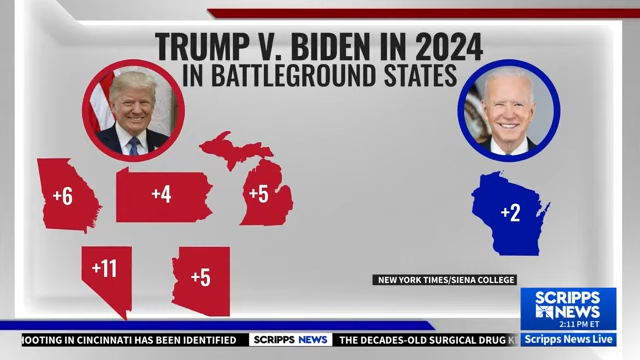 TRUMP V. BIDEN IN 2024
IN BATTLEGROUND STATES
+6
+4
+5
+2
+11
+5
NEW YORK TIMES/SIENA COLLEGE
SCRIPPS
NEWS
2:11 PM ET
HOOTING IN CINCINNATI HAS BEEN IDENTIFIED
SCRIPPS NEWS
THE DECADES-OLD SURGICAL DRUG
Scripps News Live